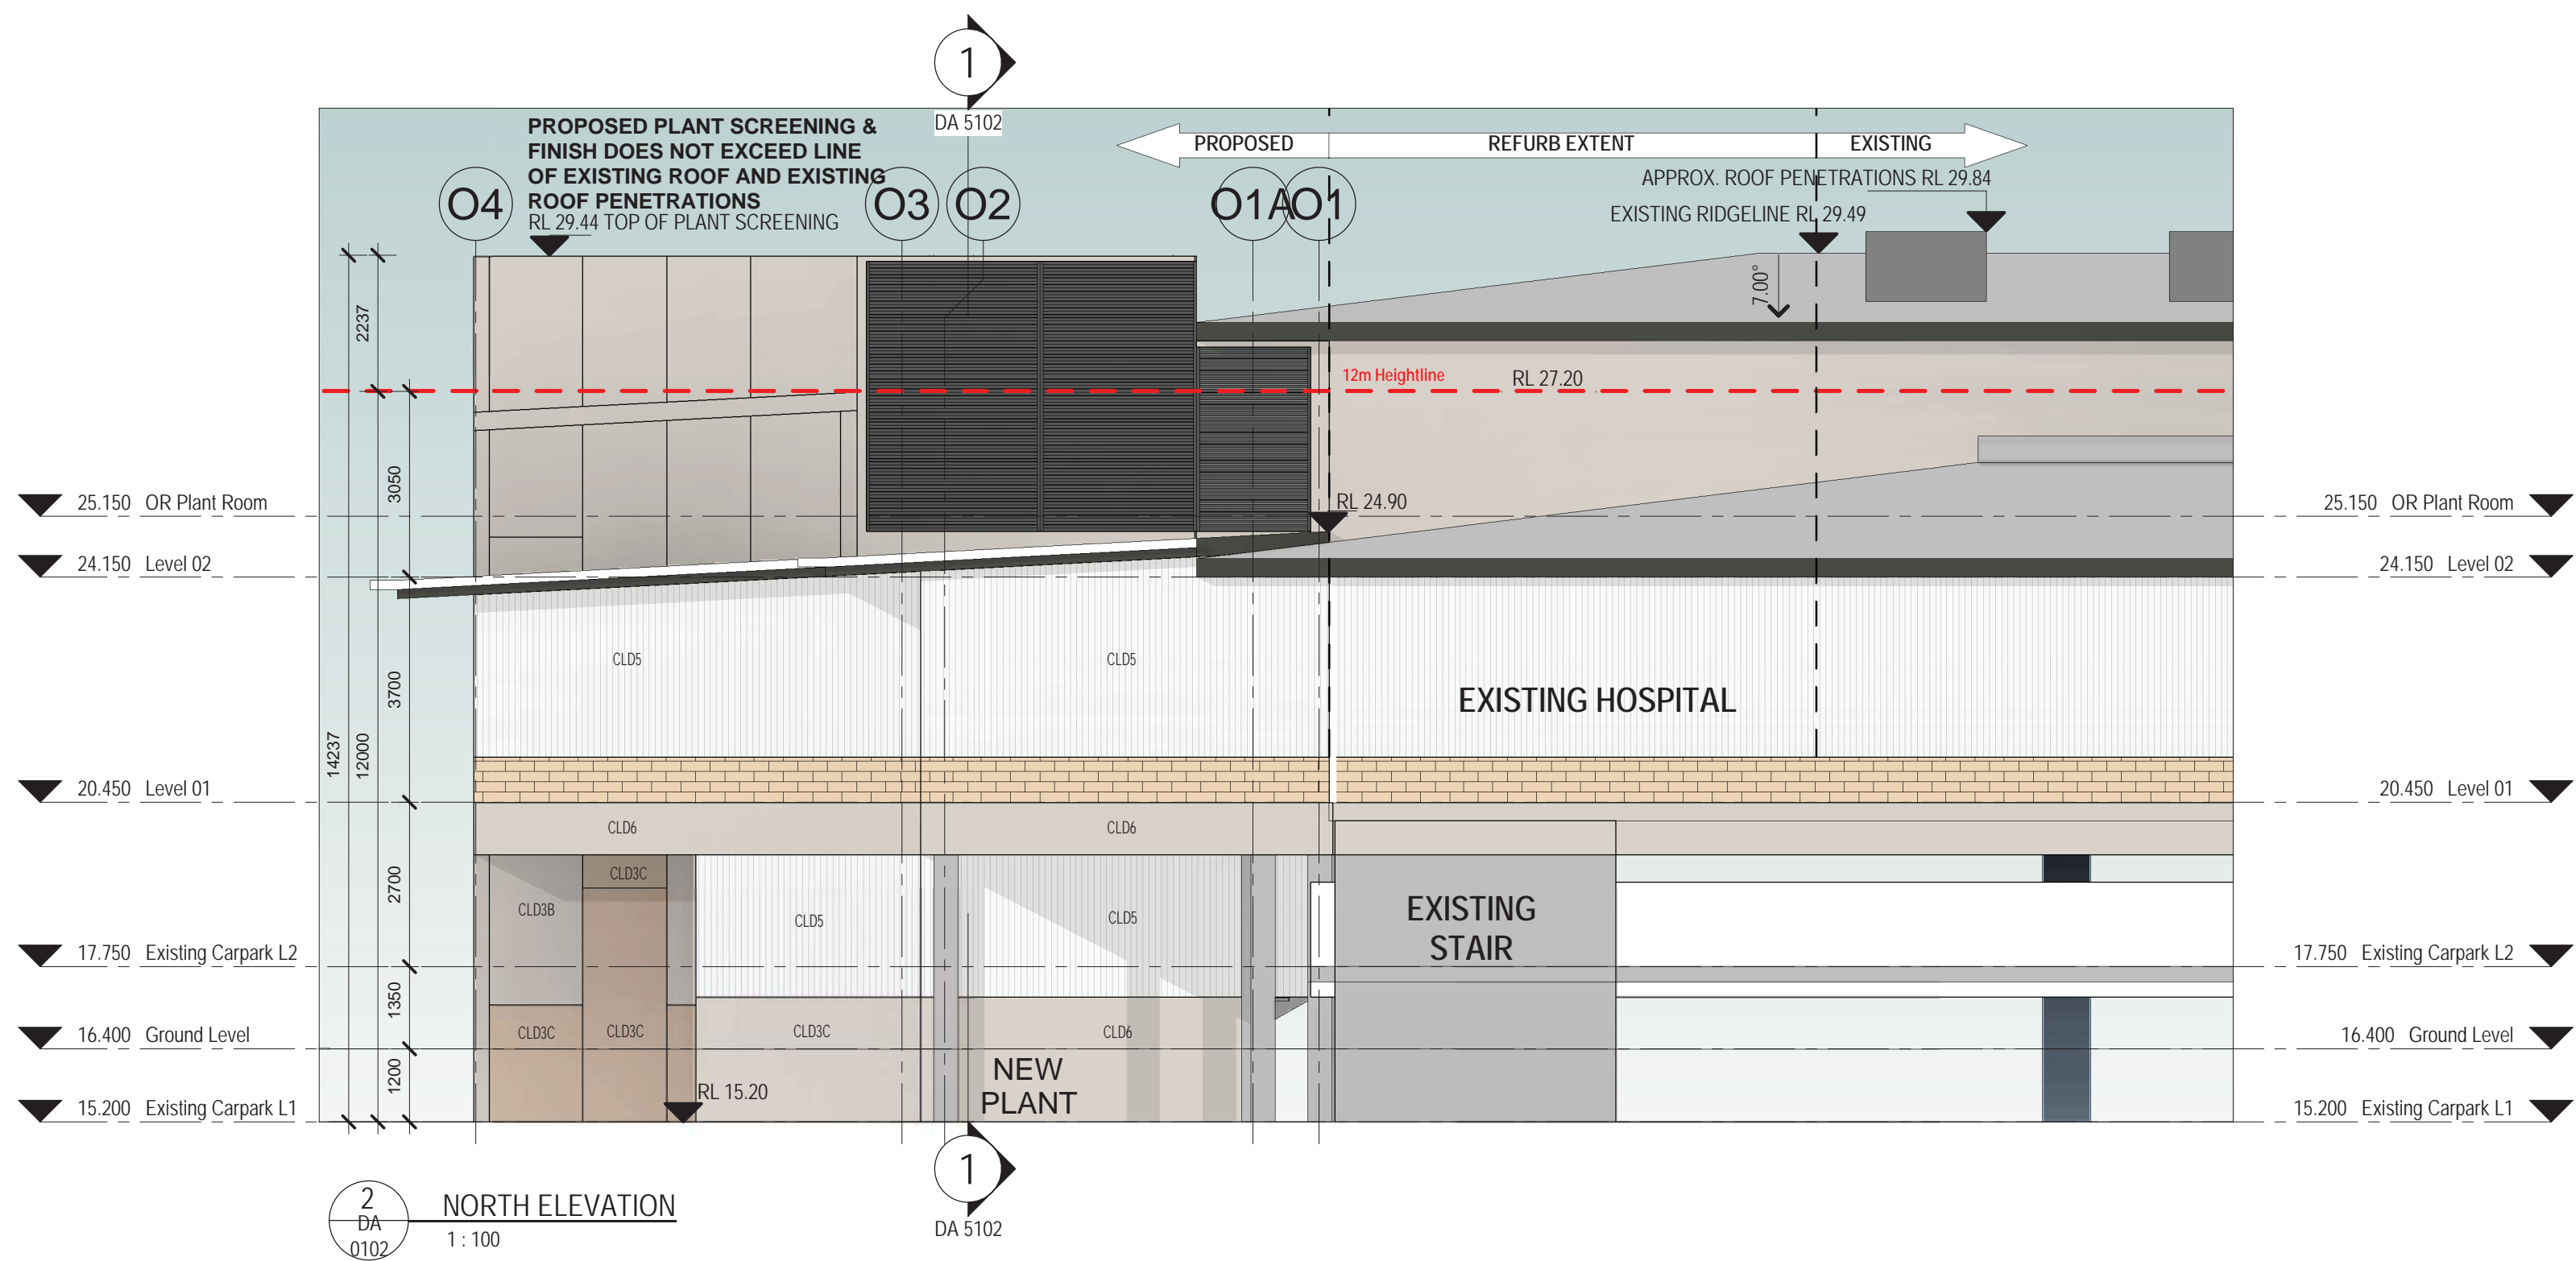 1
DA 5102
PROPOSED PLANT SCREENING &
FINISH DOES NOT EXCEED LINE
OF EXISTING ROOF AND EXISTING
ROOF PENETRATIONS
RL 29.44 TOP OF PLANT SCREENING
PROPOSED
REFURB EXTENT
EXISTING
APPROX. ROOF PENETRATIONS RL 29.84
EXISTING RIDGELINE RL 29.49
O4
O3
O2
O1A
O1
7.00°
2237
12m Heightline
RL 27.20
3050
25.150 OR Plant Room
RL 24.90
25.150 OR Plant Room
24.150 Level 02
24.150 Level 02
CLD5
CLD5
3700
EXISTING HOSPITAL
14237
12000
20.450 Level 01
20.450 Level 01
CLD6
CLD6
2700
CLD3C
CLD3B
CLD5
CLD5
EXISTING
STAIR
17.750 Existing Carpark L2
17.750 Existing Carpark L2
1350
16.400 Ground Level
CLD3C
CLD3C
CLD3C
CLD6
16.400 Ground Level
1200
NEW
PLANT
RL 15.20
15.200 Existing Carpark L1
15.200 Existing Carpark L1
1
DA 5102
2
DA
0102
NORTH ELEVATION
1 : 100